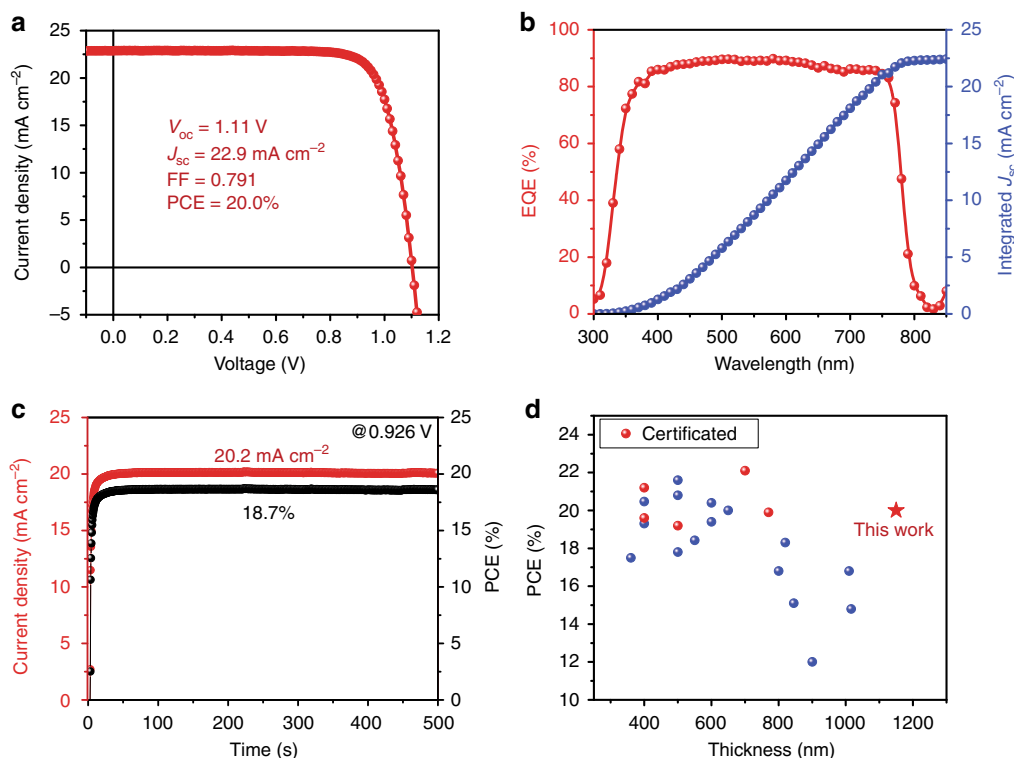 a
25
20
15
10
5
0
–5
Current density (mA cm–2)
Voc = 1.11 V
Jsc = 22.9 mA cm–2
FF = 0.791
PCE = 20.0%
0.0 0.2 0.4 0.6 0.8 1.0 1.2
Voltage (V)
b
100
80
60
40
20
0
EQE (%)
25
20
15
10
5
0
Integrated Jsc (mA cm–2)
300 400 500 600 700 800
Wavelength (nm)
c
25
20
15
10
5
0
Current density (mA cm–2)
@0.926 V
20.2 mA cm–2
18.7%
25
20
15
10
5
0
PCE (%)
0 100 200 300 400 500
Time (s)
d
24
22
20
18
16
14
12
10
PCE (%)
Certificated
This work
400 600 800 1000 1200
Thickness (nm)